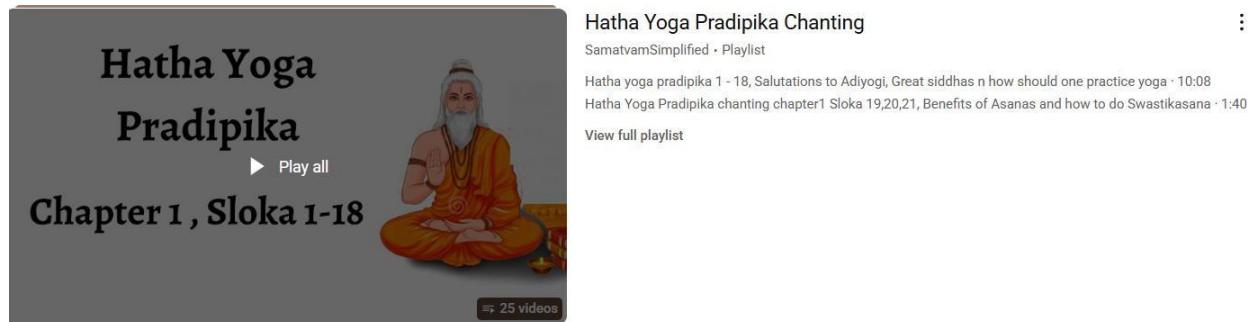 Hatha Yoga
Pradipika
Play all
Chapter 1 , Sloka 1-18
25 videos
Hatha Yoga Pradipika Chanting
SamatvamSimplified • Playlist
Hatha yoga pradipika 1 - 18, Salutations to Adiyogi, Great siddhas n how should one practice yoga · 10:08
Hatha Yoga Pradipika chanting chapter1 Sloka 19,20,21, Benefits of Asanas and how to do Swastikasana · 1:40
View full playlist